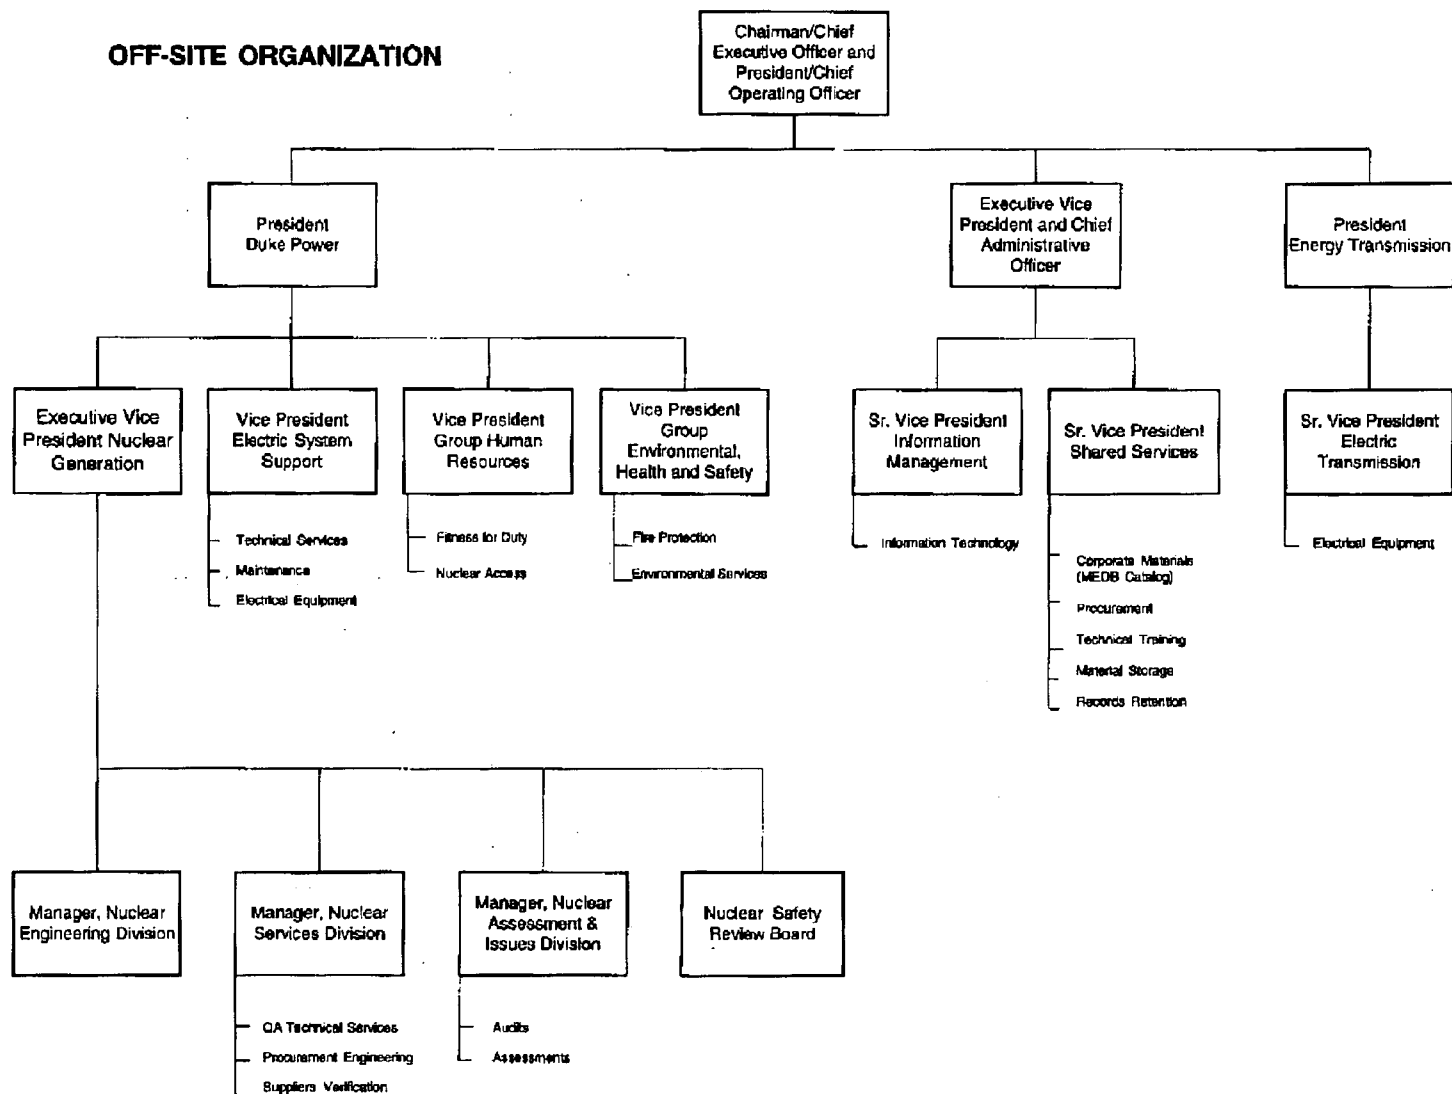 OFF-SITE ORGANIZATION
Chairman/Chief
Executive Officer and
President/Chief
Operating Officer
President
Duke Power
Executive Vice
President and Chief
Administrative
Officer
President
Energy Transmission
Executive Vice
President Nuclear
Generation
Vice President
Electric System
Support
Vice President
Group Human
Resources
Vice President
Group
Environmental,
Health and Safety
Sr. Vice President
Information
Management
Sr. Vice President
Shared Services
Sr. Vice President
Electric
Transmission
Technical Services
Maintenance
Electrical Equipment
Fitness for Duty
Nuclear Access
Fire Protection
Environmental Services
Information Technology
Corporate Materials
(MEDB Catalog)
Procurement
Technical Training
Material Storage
Records Retention
Electrical Equipment
Manager, Nuclear
Engineering Division
Manager, Nuclear
Services Division
Manager, Nuclear
Assessment &
Issues Division
Nuclear Safety
Review Board
QA Technical Services
Procurement Engineering
Suppliers Verification
Audits
Assessments